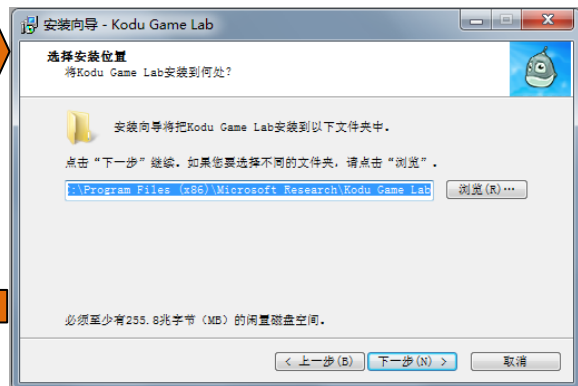 安装向导 - Kodu Game Lab
选择安装位置
将Kodu Game Lab安装到何处?
安装向导将把Kodu Game Lab安装到以下文件夹中.
点击“下一步”继续.如果您要选择不同的文件夹,请点击“浏览”.
:\Program Files (x86)\Microsoft Research\Kodu Game Lab
浏览(R)…
必须至少有255.8兆字节 (MB) 的闲置磁盘空间.
< 上一步(B)
下一步(N) >
取消